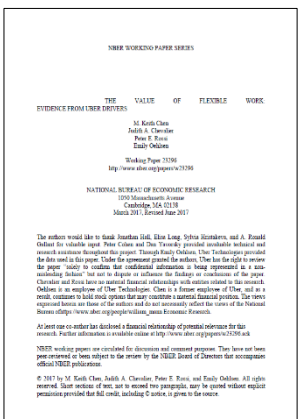 NBER WORKING PAPER SERIES
THE VALUE OF FLEXIBLE WORK
EVIDENCE FROM UBER DRIVERS
M. Keith Chen
Judith A. Chevalier
Peter E. Rossi
Emily Oehlsen
Working Paper 23296
http://www.nber.org/papers/w23296
NATIONAL BUREAU OF ECONOMIC RESEARCH
1050 Massachusetts Avenue
Cambridge, MA 02138
March 2017, Revised June 2017
The authors would like to thank Jonathan Hall, Elise Long, Sylvia Hristakeva, and A. Ronald
Gallant for valuable input. Peter Cohen and Dan Yavorsky provided invaluable technical and
research assistance throughout this project. Through Emily Oehlsen, Uber Technologies provided
the data used in this paper. Under the agreement granted the authors, Uber has the right to review
the paper "solely to confirm that confidential information is being represented in a non-
misleading fashion" but not to dispute or influence the findings or conclusions of the paper.
Chevalier and Rossi have no material financial relationships with entities related to this research.
Oehlsen is an employee of Uber Technologies. Chen is a former employee of Uber, and as a
result, continues to hold stock options that may constitute a material financial position. The views
expressed herein are those of the authors and do not necessarily reflect the views of the National
Economic Research.
At least one co-author has disclosed a financial relationship of potential relevance for this
research. Further information is available online at http://www.nber.org/papers/w23296.ack
NBER working papers are circulated for discussion and comment purposes. They have not been
peer-reviewed or been subject to the review by the NBER Board of Directors that accompanies
official NBER publications.
© 2017 by M. Keith Chen, Judith A. Chevalier, Peter E. Rossi, and Emily Oehlsen. All rights
reserved. Short sections of text, not to exceed two paragraphs, may be quoted without explicit
permission provided that full credit, including © notice, is given to the source.